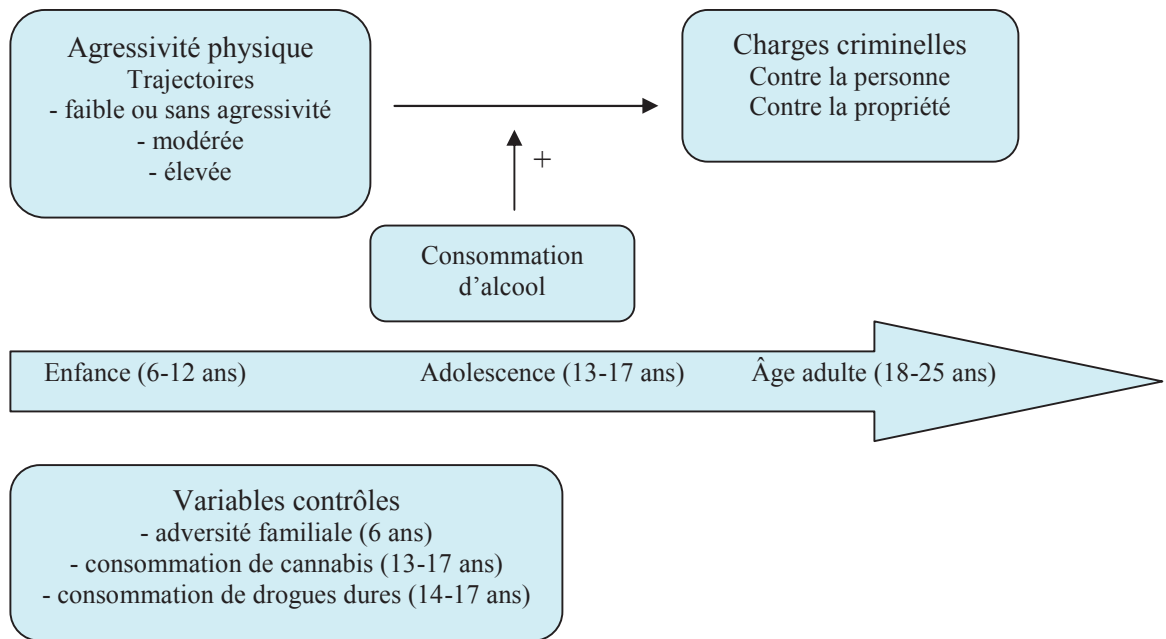 Agressivité physique
Trajectoires
- faible ou sans agressivité
- modérée
- élevée
Charges criminelles
Contre la personne
Contre la propriété
+
Consommation
d’alcool
Enfance (6-12 ans)
Adolescence (13-17 ans)
Âge adulte (18-25 ans)
Variables contrôles
- adversité familiale (6 ans)
- consommation de cannabis (13-17 ans)
- consommation de drogues dures (14-17 ans)